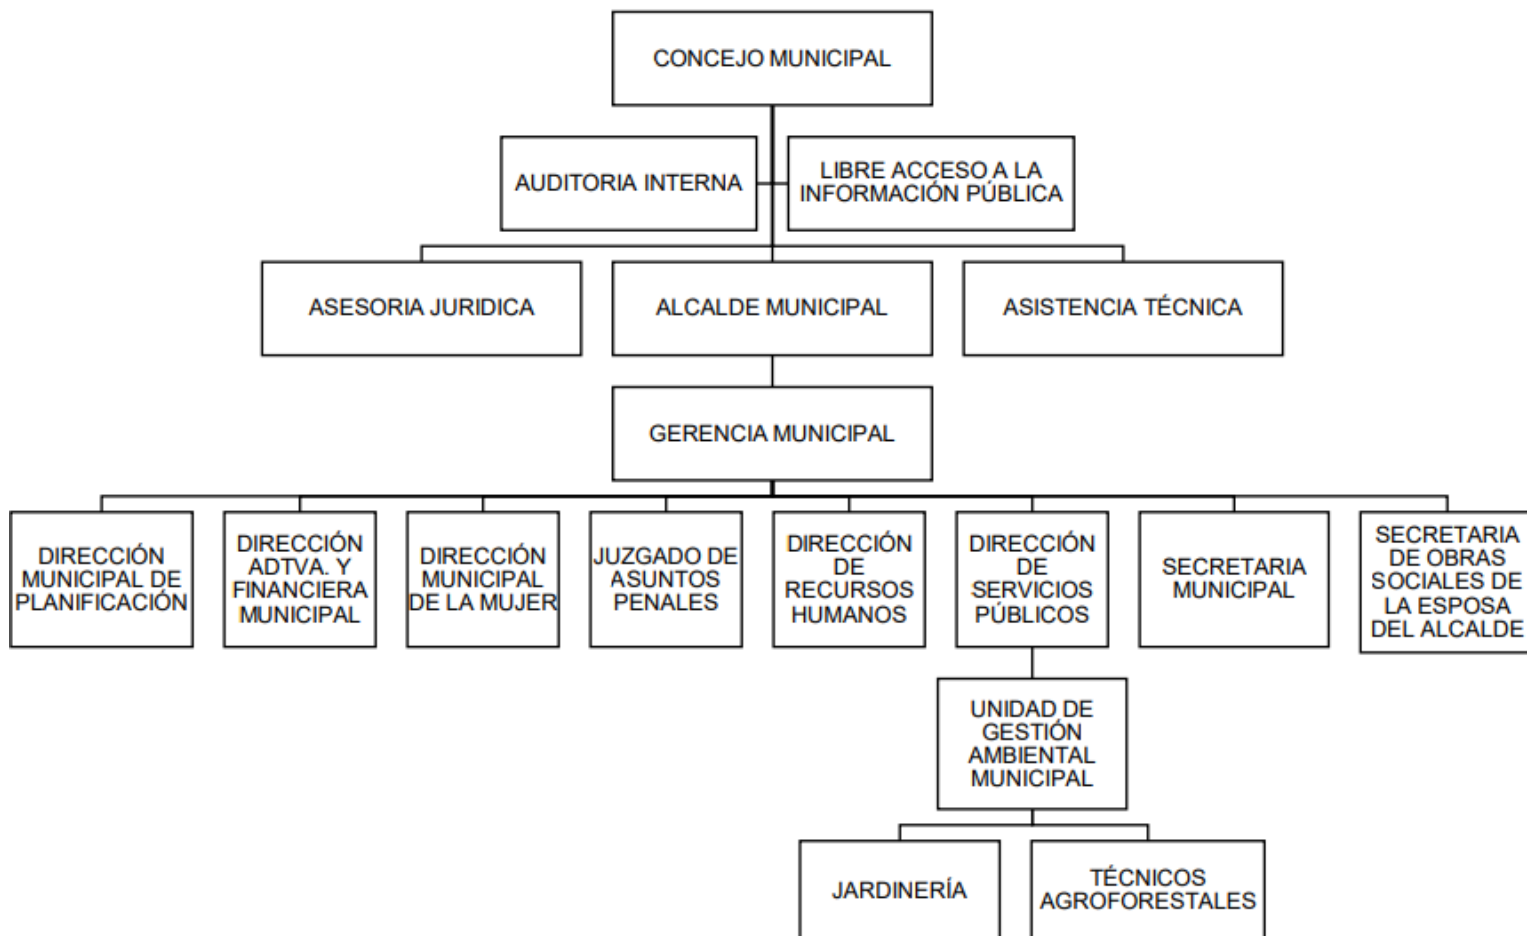 CONCEJO MUNICIPAL
AUDITORIA INTERNA
LIBRE ACCESO A LA
INFORMACIÓN PÚBLICA
ASESORIA JURIDICA
ALCALDE MUNICIPAL
ASISTENCIA TÉCNICA
GERENCIA MUNICIPAL
DIRECCIÓN
MUNICIPAL DE
PLANIFICACIÓN
DIRECCIÓN
ADTVA. Y
FINANCIERA
MUNICIPAL
DIRECCIÓN
MUNICIPAL
DE LA MUJER
JUZGADO DE
ASUNTOS
PENALES
DIRECCIÓN
DE
RECURSOS
HUMANOS
DIRECCIÓN
DE
SERVICIOS
PÚBLICOS
SECRETARIA
MUNICIPAL
SECRETARIA
DE OBRAS
SOCIALES DE
LA ESPOSA
DEL ALCALDE
UNIDAD DE
GESTIÓN
AMBIENTAL
MUNICIPAL
JARDINERÍA
TÉCNICOS
AGROFORESTALES